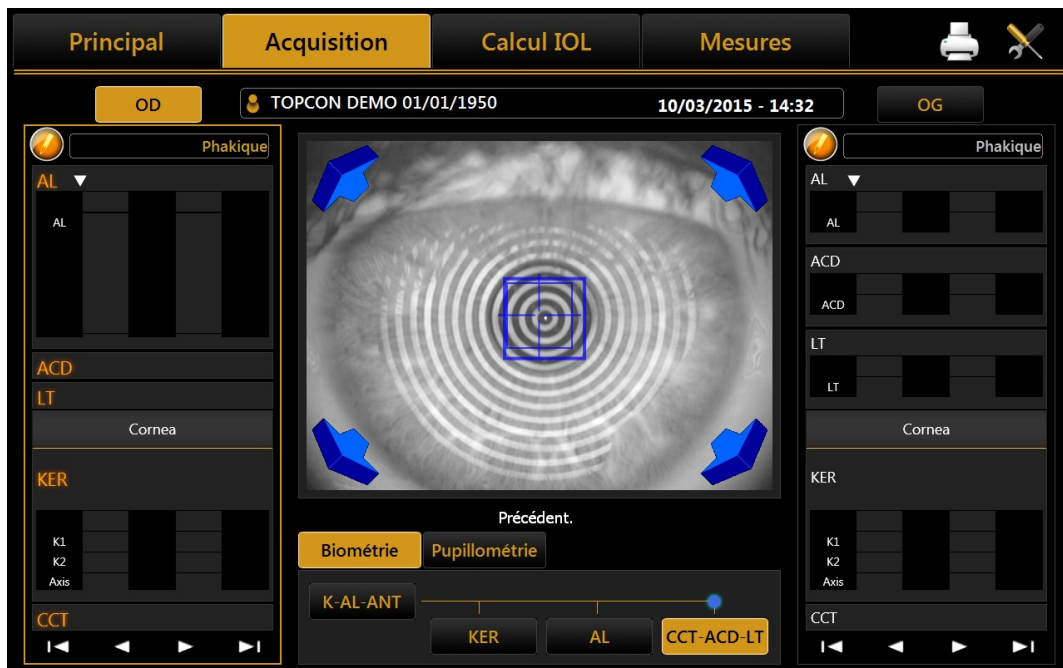 Principal Acquisition Calcul IOL Mesures
OD TOPCON DEMO 01/01/1950 10/03/2015 - 14:32 OG
Phakique
AL
AL
ACD
LT
Cornea
KER
K1
K2
Axis
CCT
Précédent.
Biométrie Pupillométrie
K-AL-ANT
KER AL CCT-ACD-LT
Phakique
AL
AL
ACD
ACD
LT
LT
Cornea
KER
K1
K2
Axis
CCT